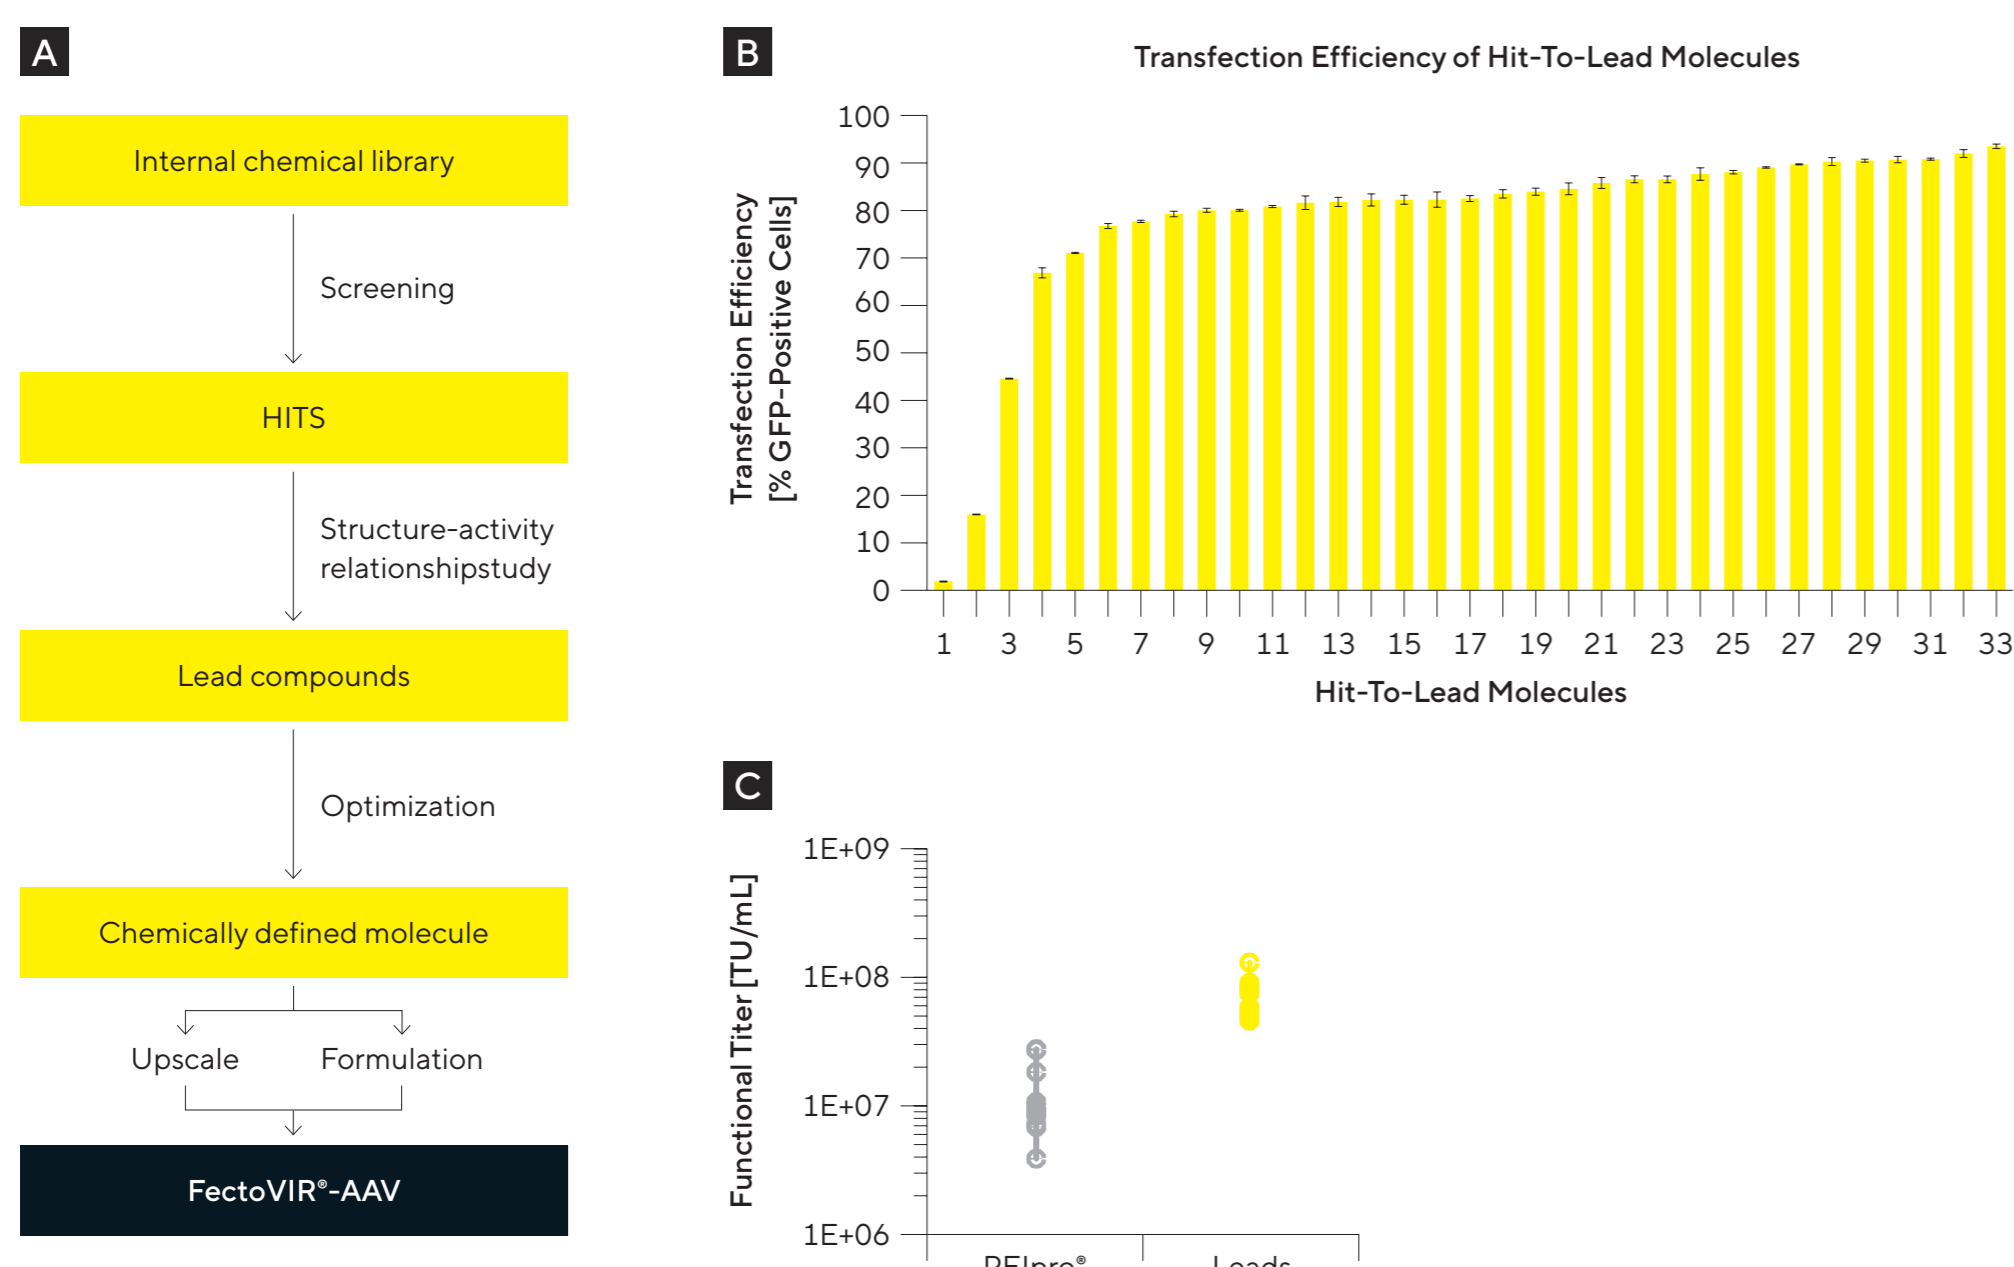 A
Internal chemical library
Screening
HITS
Structure-activity
relationshipstudy
Lead compounds
Optimization
Chemically defined molecule
Upscale
Formulation
FectoVIR®-AAV
B
Transfection Efficiency of Hit-To-Lead Molecules
Transfection Efficiency
[% GFP-Positive Cells]
100
90
80
70
60
50
40
30
20
10
0
1 3 5 7 9 11 13 15 17 19 21 23 25 27 29 31 33
Hit-To-Lead Molecules
C
Functional Titer [TU/mL]
1E+09
1E+08
1E+07
1E+06
PEIpro® Leads